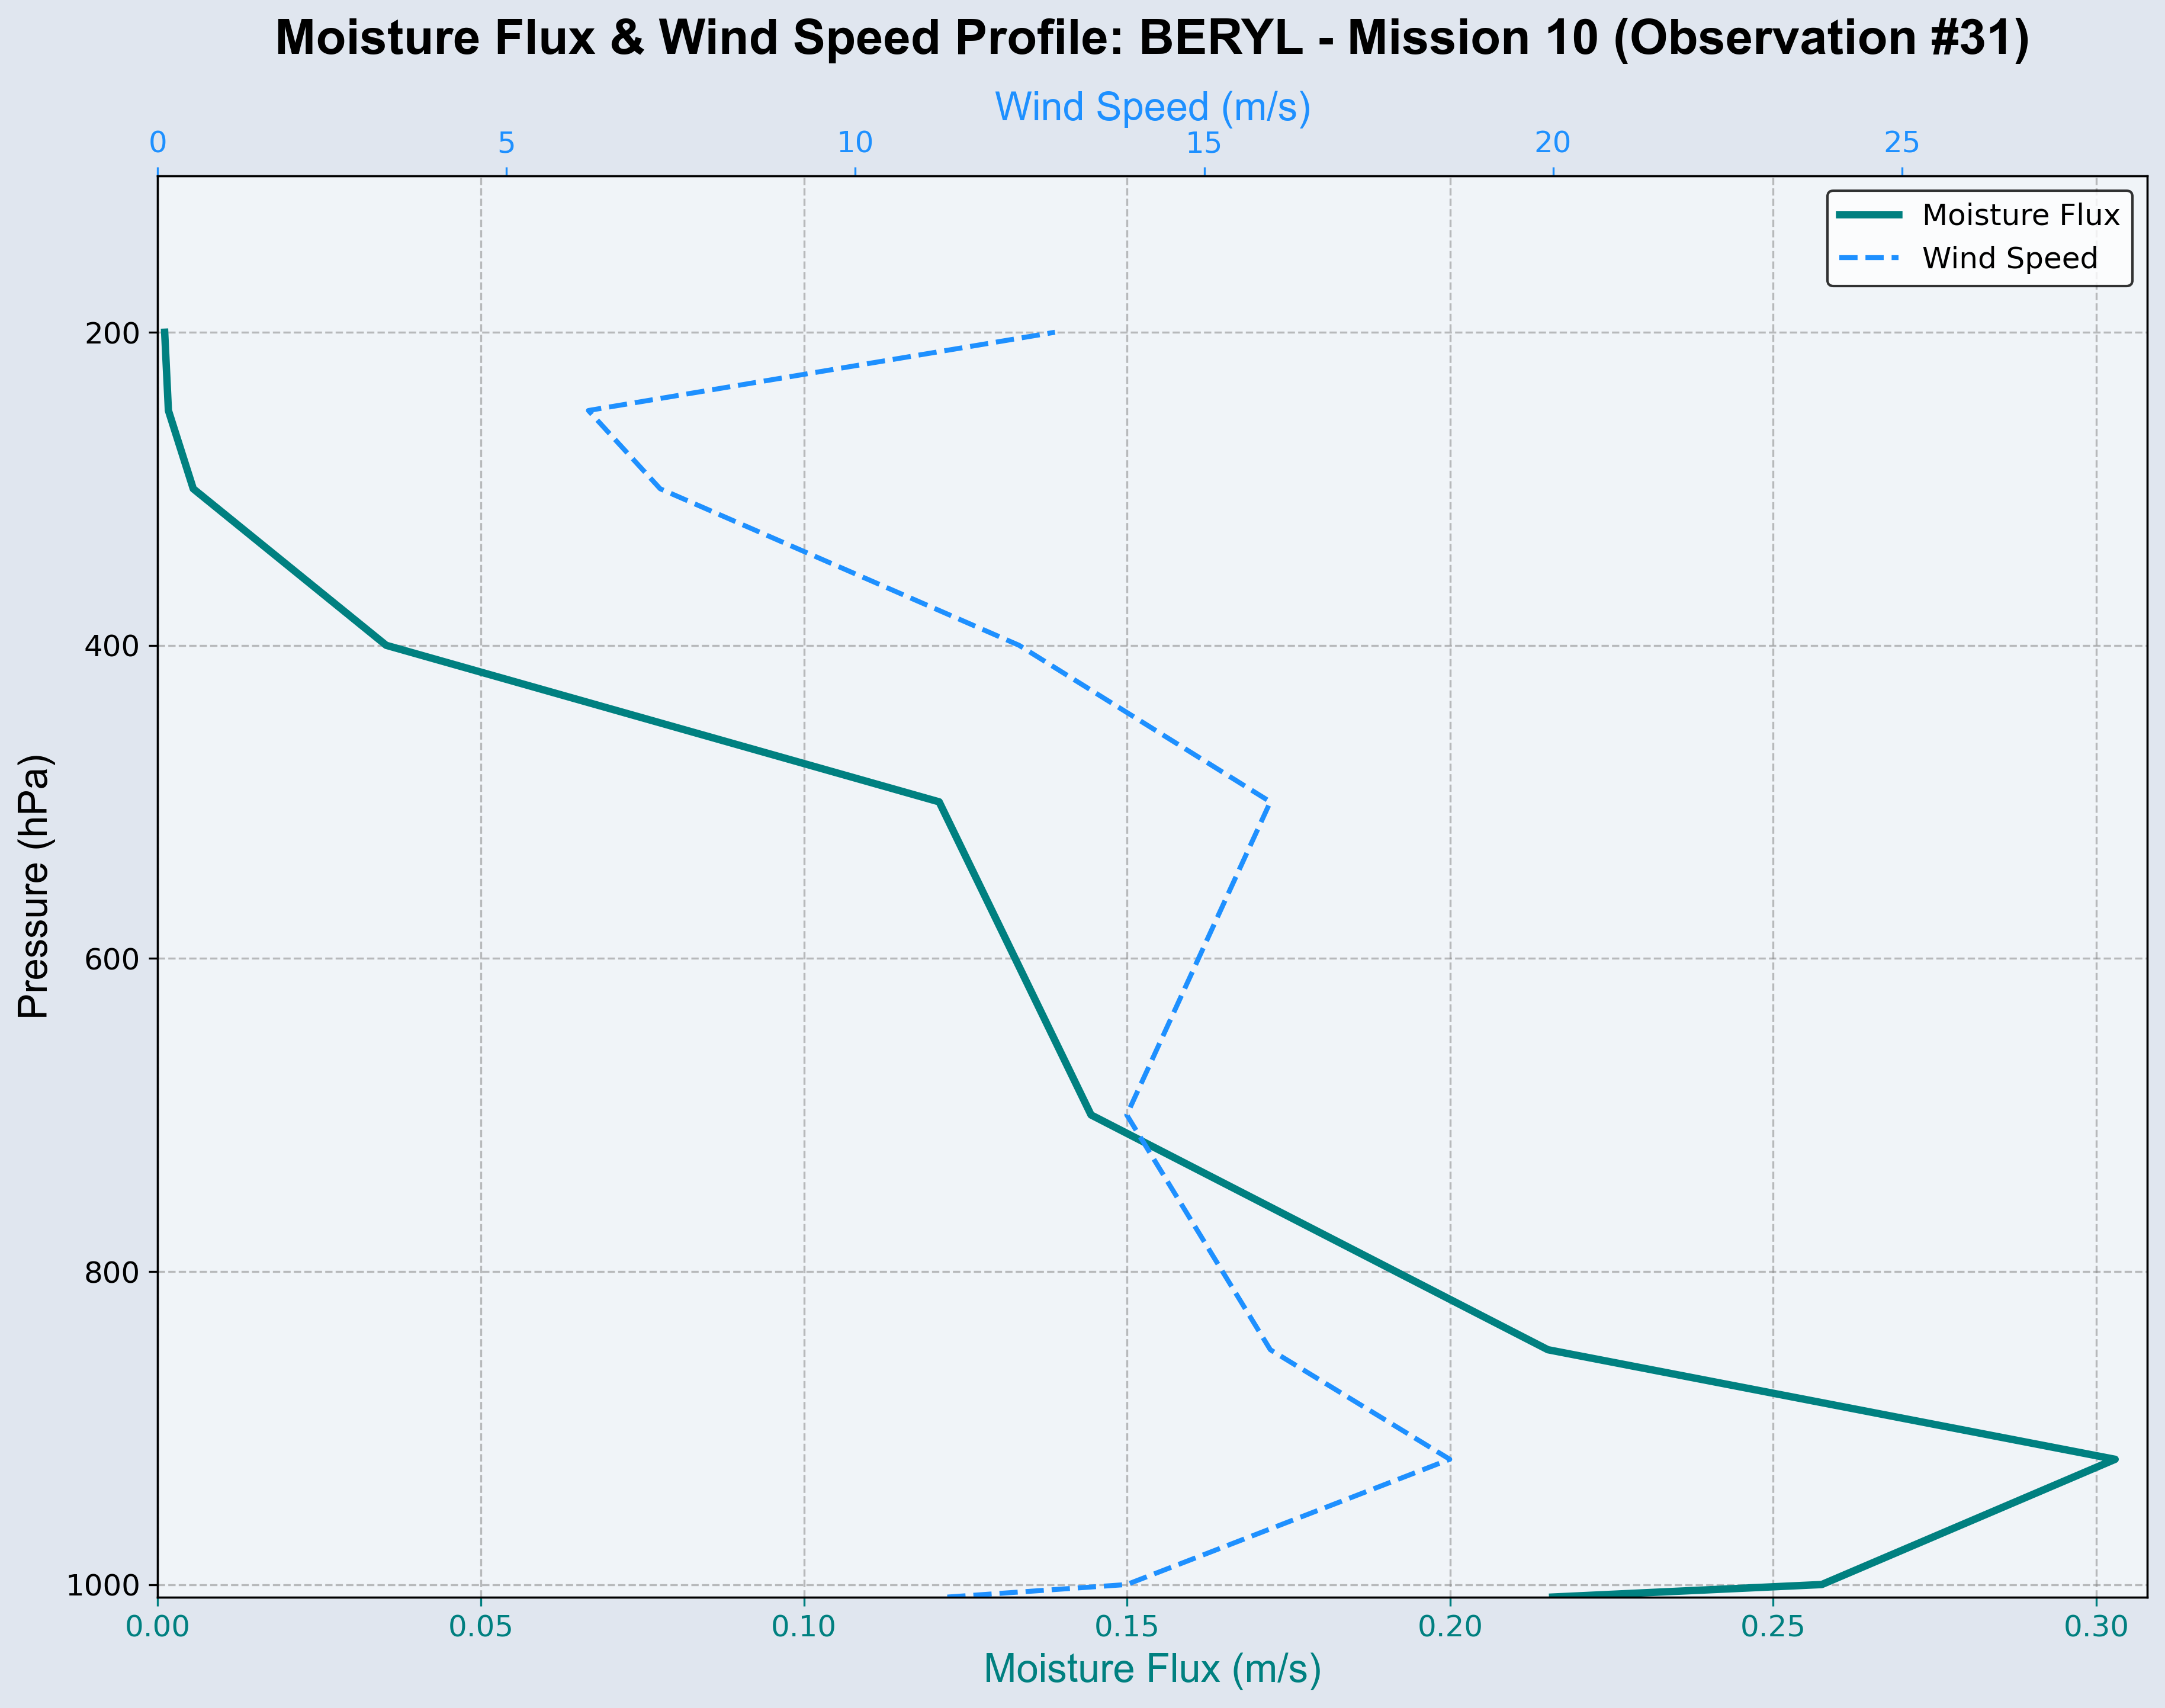 Moisture Flux & Wind Speed Profile: BERYL - Mission 10 (Observation #31)
Wind Speed (m/s)
0 5 10 15 20 25
Moisture Flux
Wind Speed
200
400
600
800
1000
Pressure (hPa)
0.00 0.05 0.10 0.15 0.20 0.25 0.30
Moisture Flux (m/s)